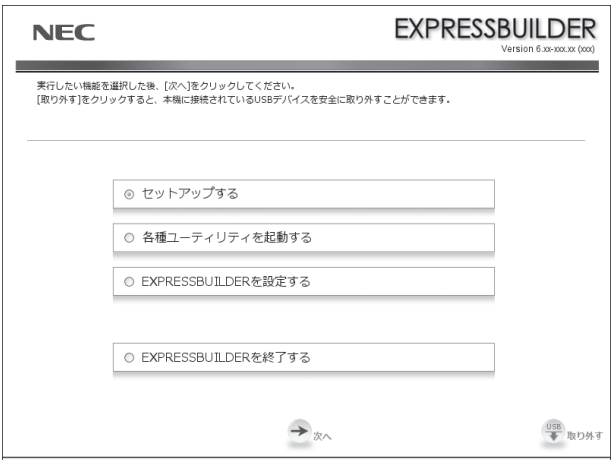 NEC
EXPRESSBUILDER
Version 6.xx-xxx.xx (xxx)
実行したい機能を選択した後、[次へ]をクリックしてください。
[取り外す]をクリックすると、本機に接続されているUSBデバイスを安全に取り外すことができます。
セットアップする
各種ユーティリティを起動する
EXPRESSBUILDERを設定する
EXPRESSBUILDERを終了する
次へ
USB
取り外す